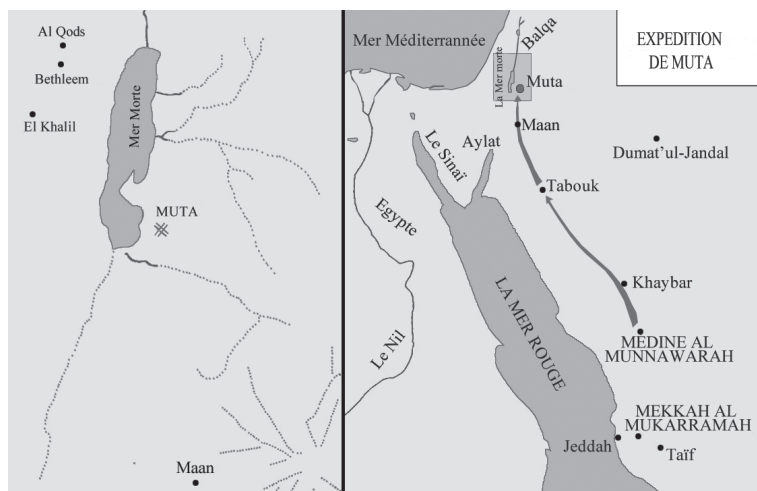 Al Qods
Bethleem
El Khalil
Mer Morte
MUTA
Maan
EXPEDITION
DE MUTA
Mer Méditerrannée
Balqa
La Mer morte
Muta
Maan
Dumat'ul-Jandal
Le Sinaï
Aylat
Tabouk
Egypte
Khaybar
LA MER ROUGE
Le Nil
MEDINE AL
MUNNAWARAH
MEKKAH AL
MUKARRAMAH
Jeddah
Taïf